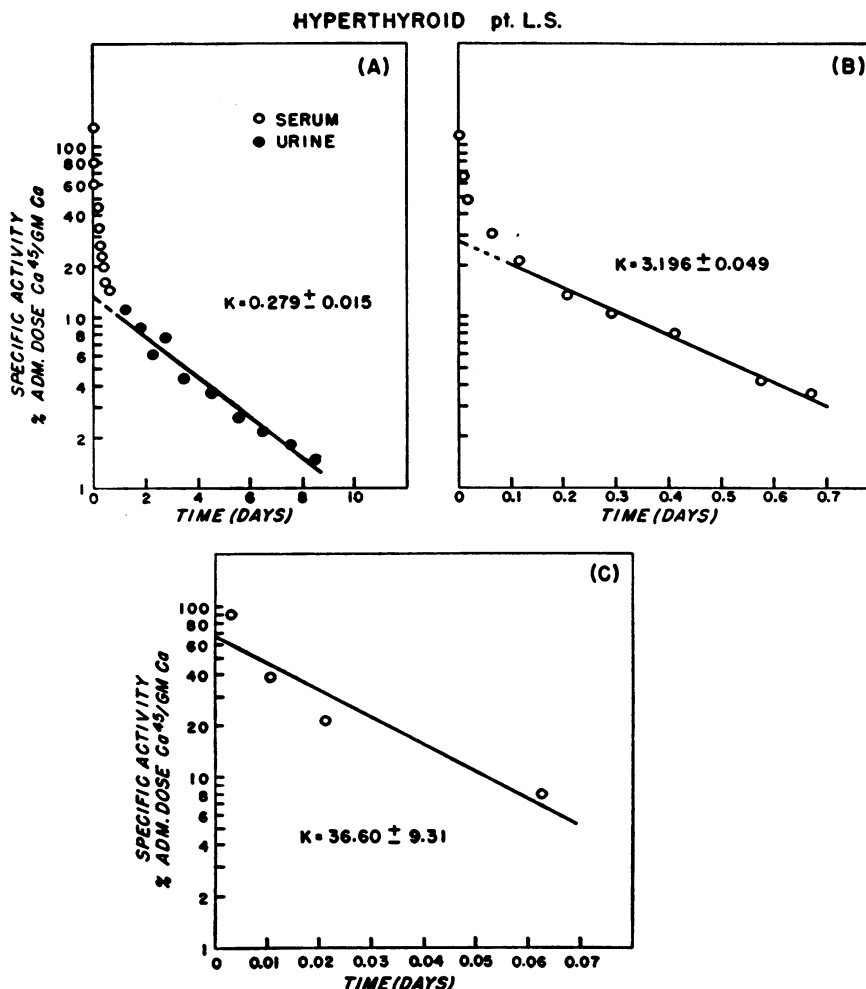 HYPERTHYROID pt. L.S.
(A)
SERUM
URINE
SPECIFIC ACTIVITY
% ADM. DOSE Ca⁴⁵/GM Ca
100
80
60
40
20
10
8
6
4
2
1
K=0.279 ± 0.015
0 2 4 6 8 10
TIME (DAYS)
(B)
K=3.196 ± 0.049
0 0.1 0.2 0.3 0.4 0.5 0.6 0.7
TIME (DAYS)
(C)
SPECIFIC ACTIVITY
% ADM. DOSE Ca⁴⁵/GM Ca
100
80
60
40
20
10
8
6
4
2
1
K=36.60 ± 9.31
0 0.01 0.02 0.03 0.04 0.05 0.06 0.07
TIME (DAYS)